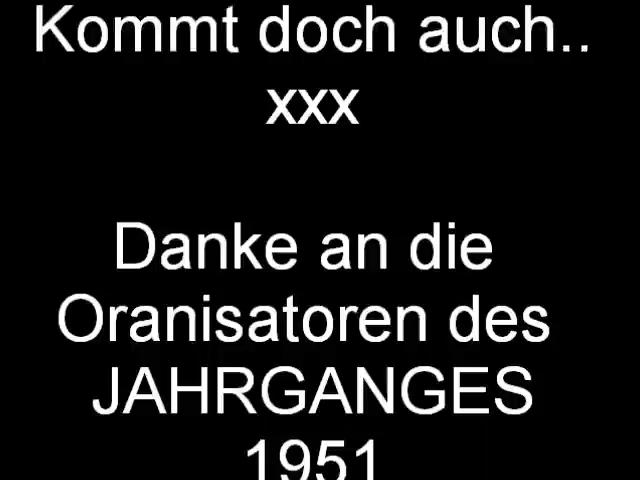 Kommt doch auch..
xxx
Danke an die
Oranisatoren des
JAHRGANGES
1951